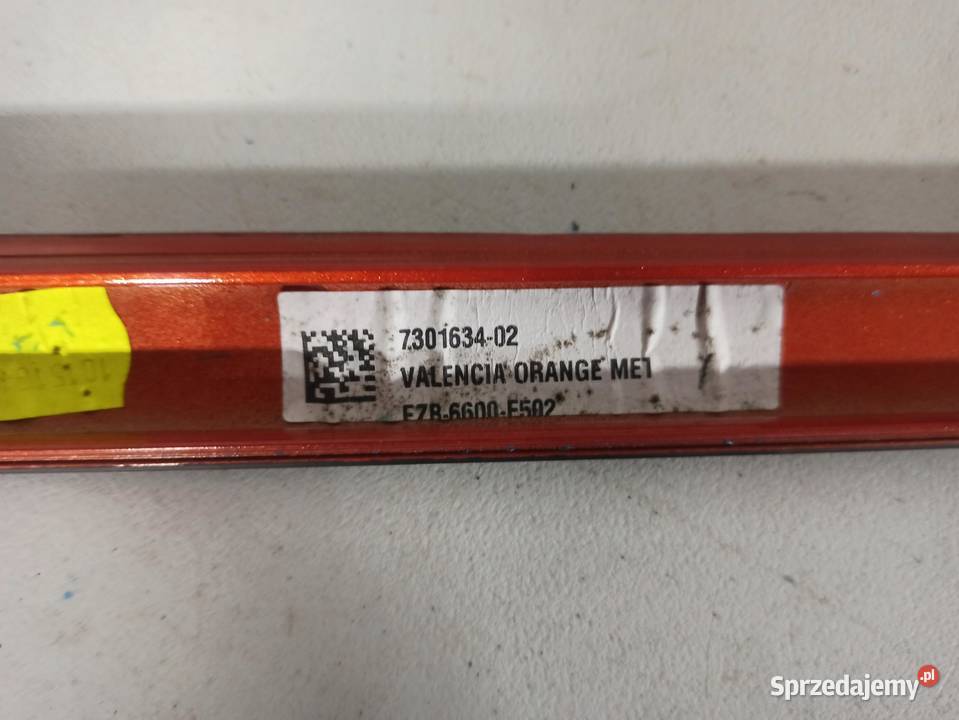 7301634-02
VALENCIA ORANGE MET
EZB-6600-E502
Sprzedajemy.pl